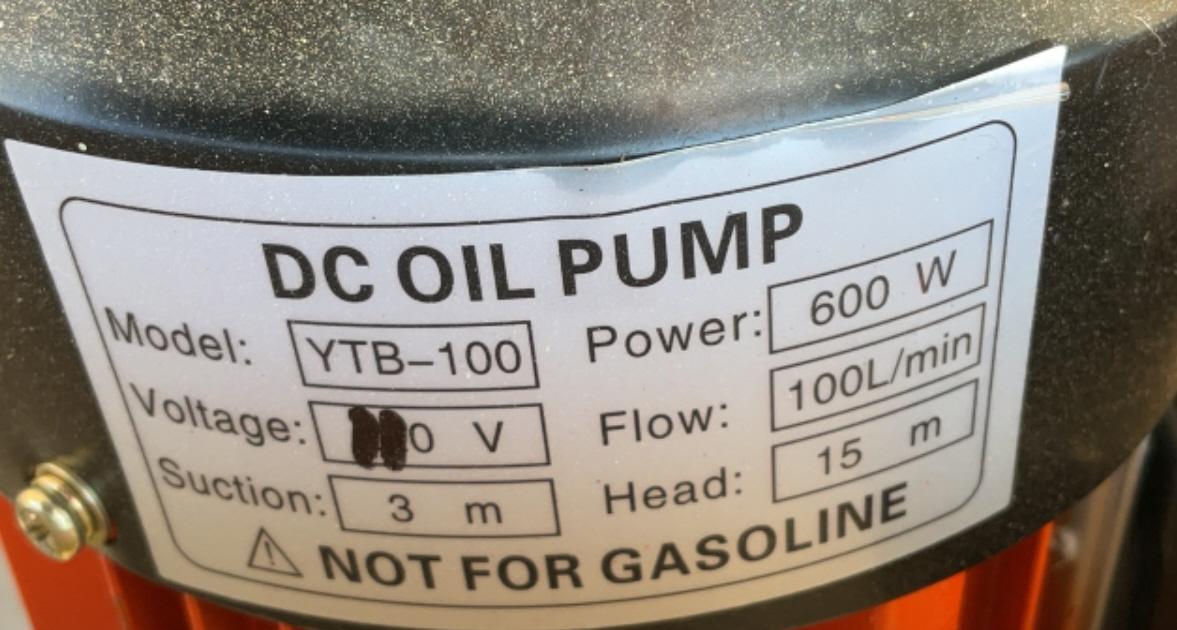 DC OIL PUMP
Model: YTB-100 Power: 600 W
Voltage: 0 V Flow: 100L/min
Suction: 3 m Head: 15 m
NOT FOR GASOLINE